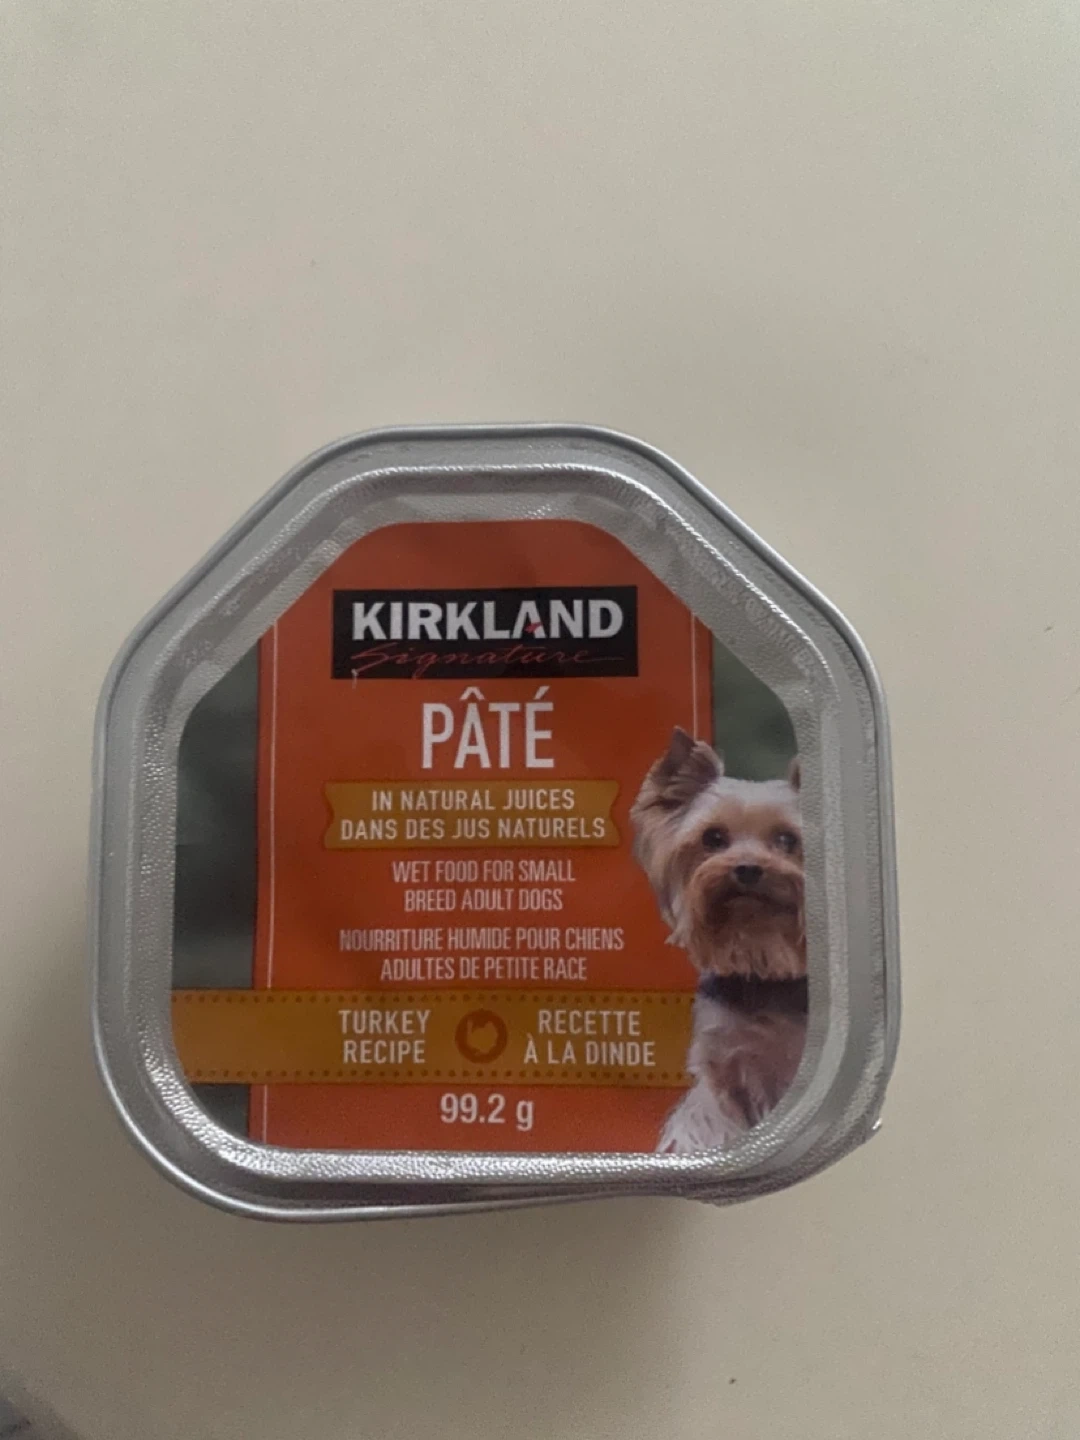 KIRKLAND
Signature
PÂTÉ
IN NATURAL JUICES
DANS DES JUS NATURELS
WET FOOD FOR SMALL
BREED ADULT DOGS
NOURRITURE HUMIDE POUR CHIENS
ADULTES DE PETITE RACE
TURKEY
RECIPE
RECETTE
À LA DINDE
99.2 g